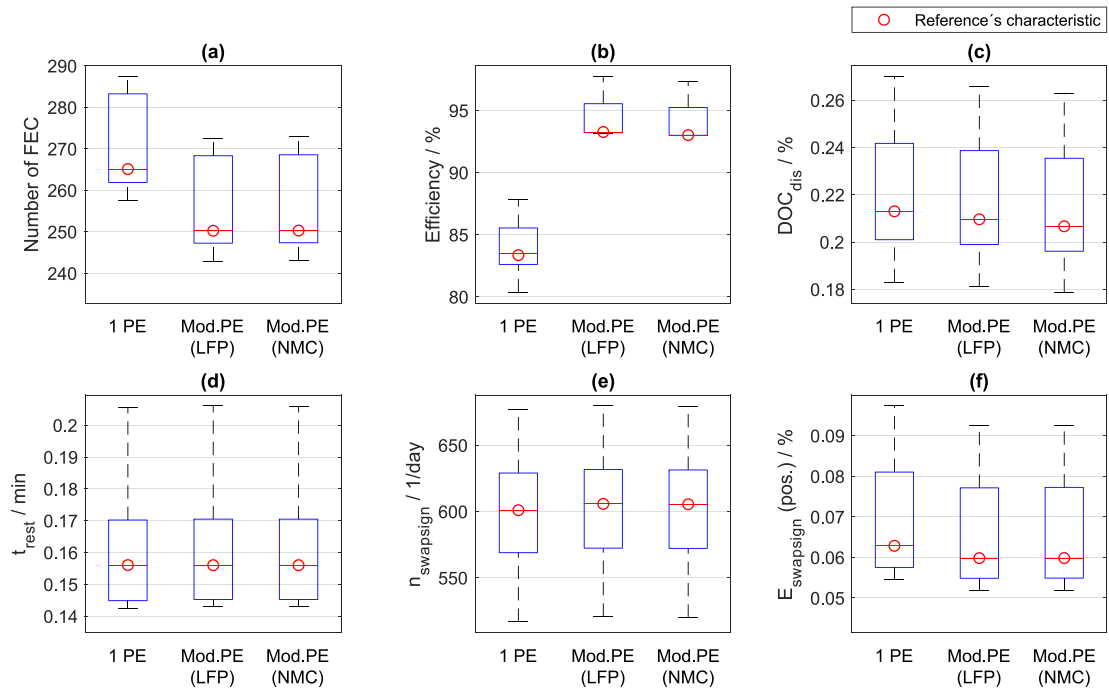 Reference´s characteristic
(a)
(b)
(c)
Number of FEC
290
280
270
260
250
240
1 PE
Mod.PE
(LFP)
Mod.PE
(NMC)
Efficiency / %
95
90
85
80
1 PE
Mod.PE
(LFP)
Mod.PE
(NMC)
DOC_dis / %
0.26
0.24
0.22
0.2
0.18
1 PE
Mod.PE
(LFP)
Mod.PE
(NMC)
(d)
(e)
(f)
t_rest / min
0.2
0.19
0.18
0.17
0.16
0.15
0.14
1 PE
Mod.PE
(LFP)
Mod.PE
(NMC)
n_swapsign / 1/day
650
600
550
1 PE
Mod.PE
(LFP)
Mod.PE
(NMC)
E_swapsign (pos.) / %
0.09
0.08
0.07
0.06
0.05
1 PE
Mod.PE
(LFP)
Mod.PE
(NMC)